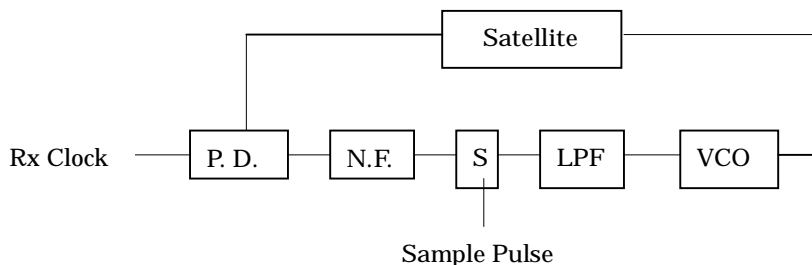 Satellite
Rx Clock P. D. N.F. S LPF VCO
Sample Pulse